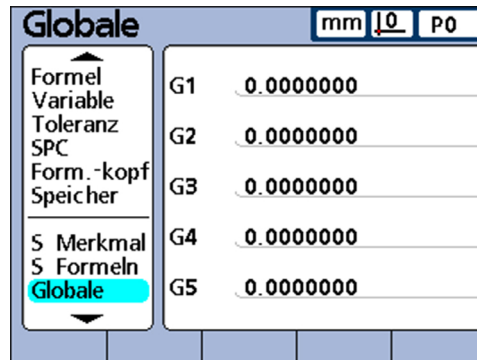 Globale
mm 0 P0
Formel
Variable
Toleranz
SPC
Form.-kopf
Speicher
S Merkmal
S Formeln
Globale
G1 0.0000000
G2 0.0000000
G3 0.0000000
G4 0.0000000
G5 0.0000000